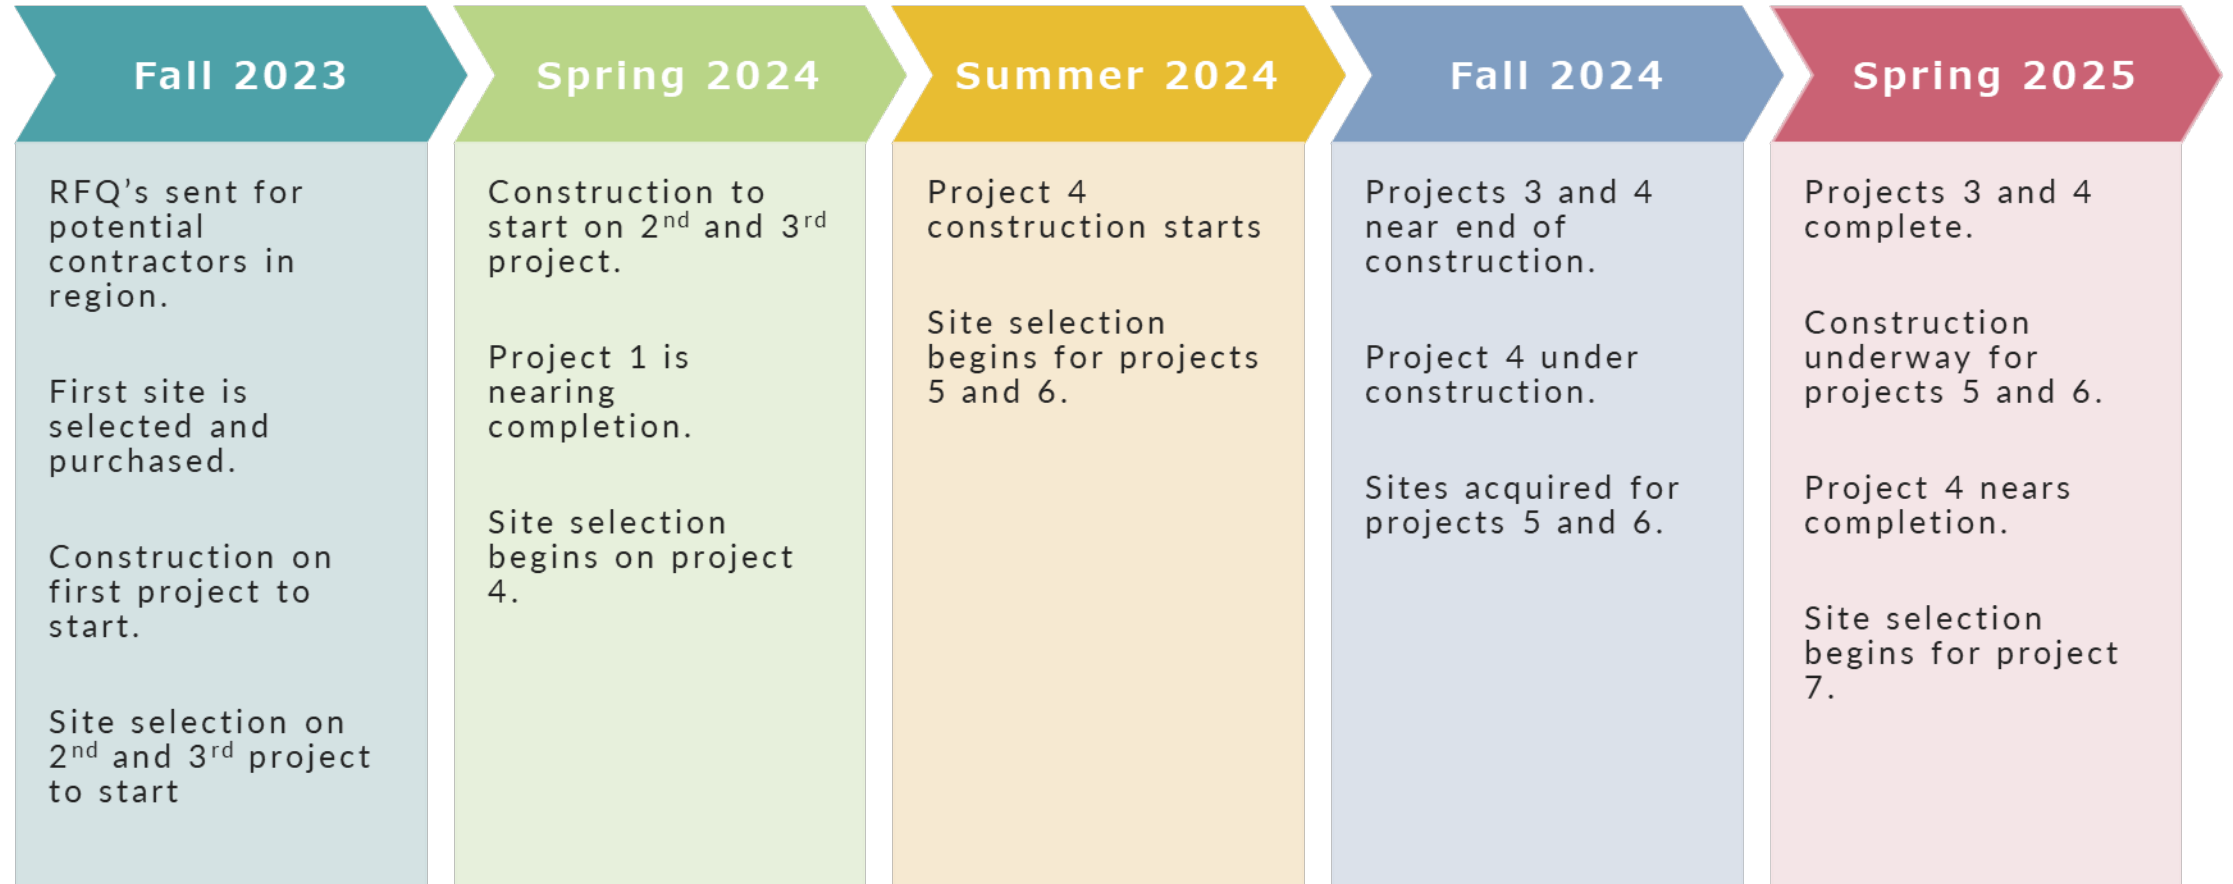 Fall 2023
RFQ’s sent for
potential
contractors in
region.
First site is
selected and
purchased.
Construction on
first project to
start.
Site selection on
2nd and 3rd project
to start
Spring 2024
Construction to
start on 2nd and 3rd
project.
Project 1 is
nearing
completion.
Site selection
begins on project
4.
Summer 2024
Project 4
construction starts
Site selection
begins for projects
5 and 6.
Fall 2024
Projects 3 and 4
near end of
construction.
Project 4 under
construction.
Sites acquired for
projects 5 and 6.
Spring 2025
Projects 3 and 4
complete.
Construction
underway for
projects 5 and 6.
Project 4 nears
completion.
Site selection
begins for project
7.